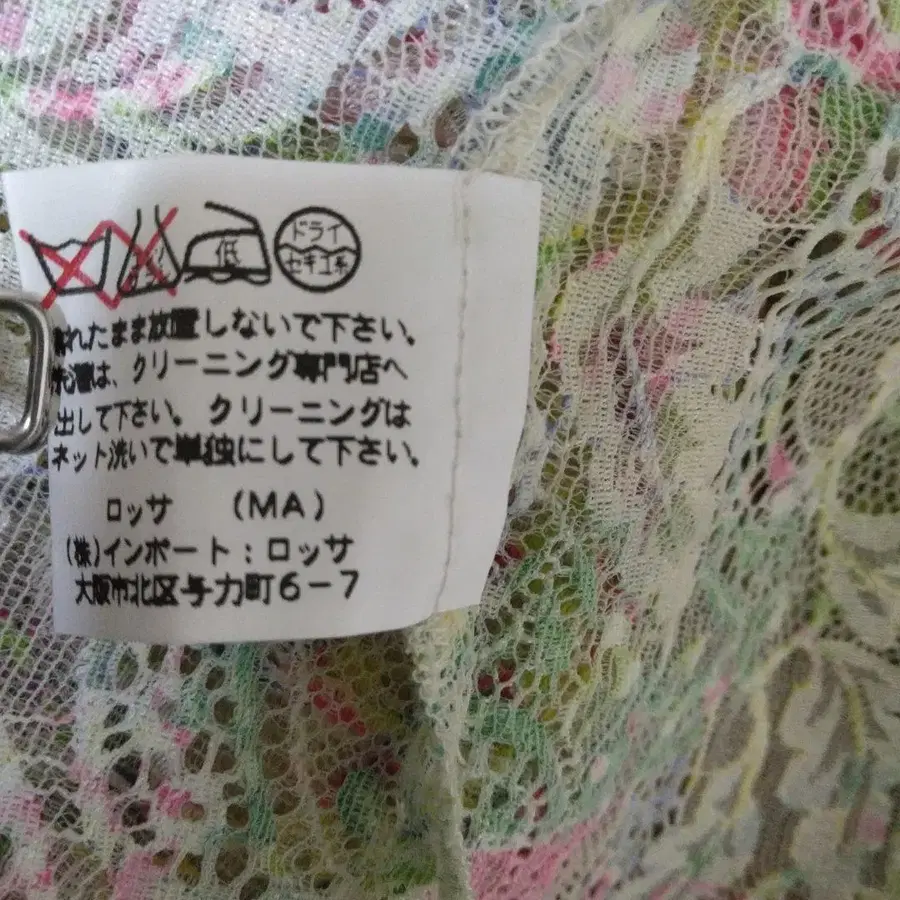 低 ドライ
セキユ系
れたまま放置しないで下さい。
は、クリーニング専門店へ
出して下さい。クリーニングは
ネット洗いで単独にして下さい。
ロッサ (MA)
(株)インポート:ロッサ
大阪市北区与力町6-7